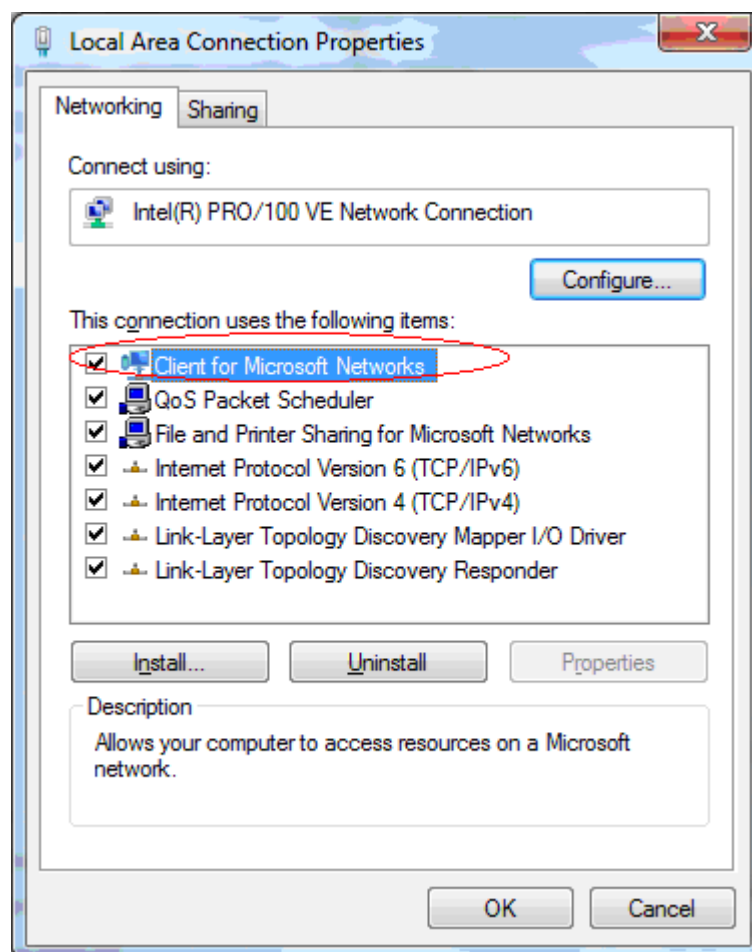 Local Area Connection Properties
Networking
Sharing
Connect using:
Intel(R) PRO/100 VE Network Connection
Configure...
This connection uses the following items:
Client for Microsoft Networks
QoS Packet Scheduler
File and Printer Sharing for Microsoft Networks
Internet Protocol Version 6 (TCP/IPv6)
Internet Protocol Version 4 (TCP/IPv4)
Link-Layer Topology Discovery Mapper I/O Driver
Link-Layer Topology Discovery Responder
Install...
Uninstall
Properties
Description
Allows your computer to access resources on a Microsoft
network.
OK
Cancel